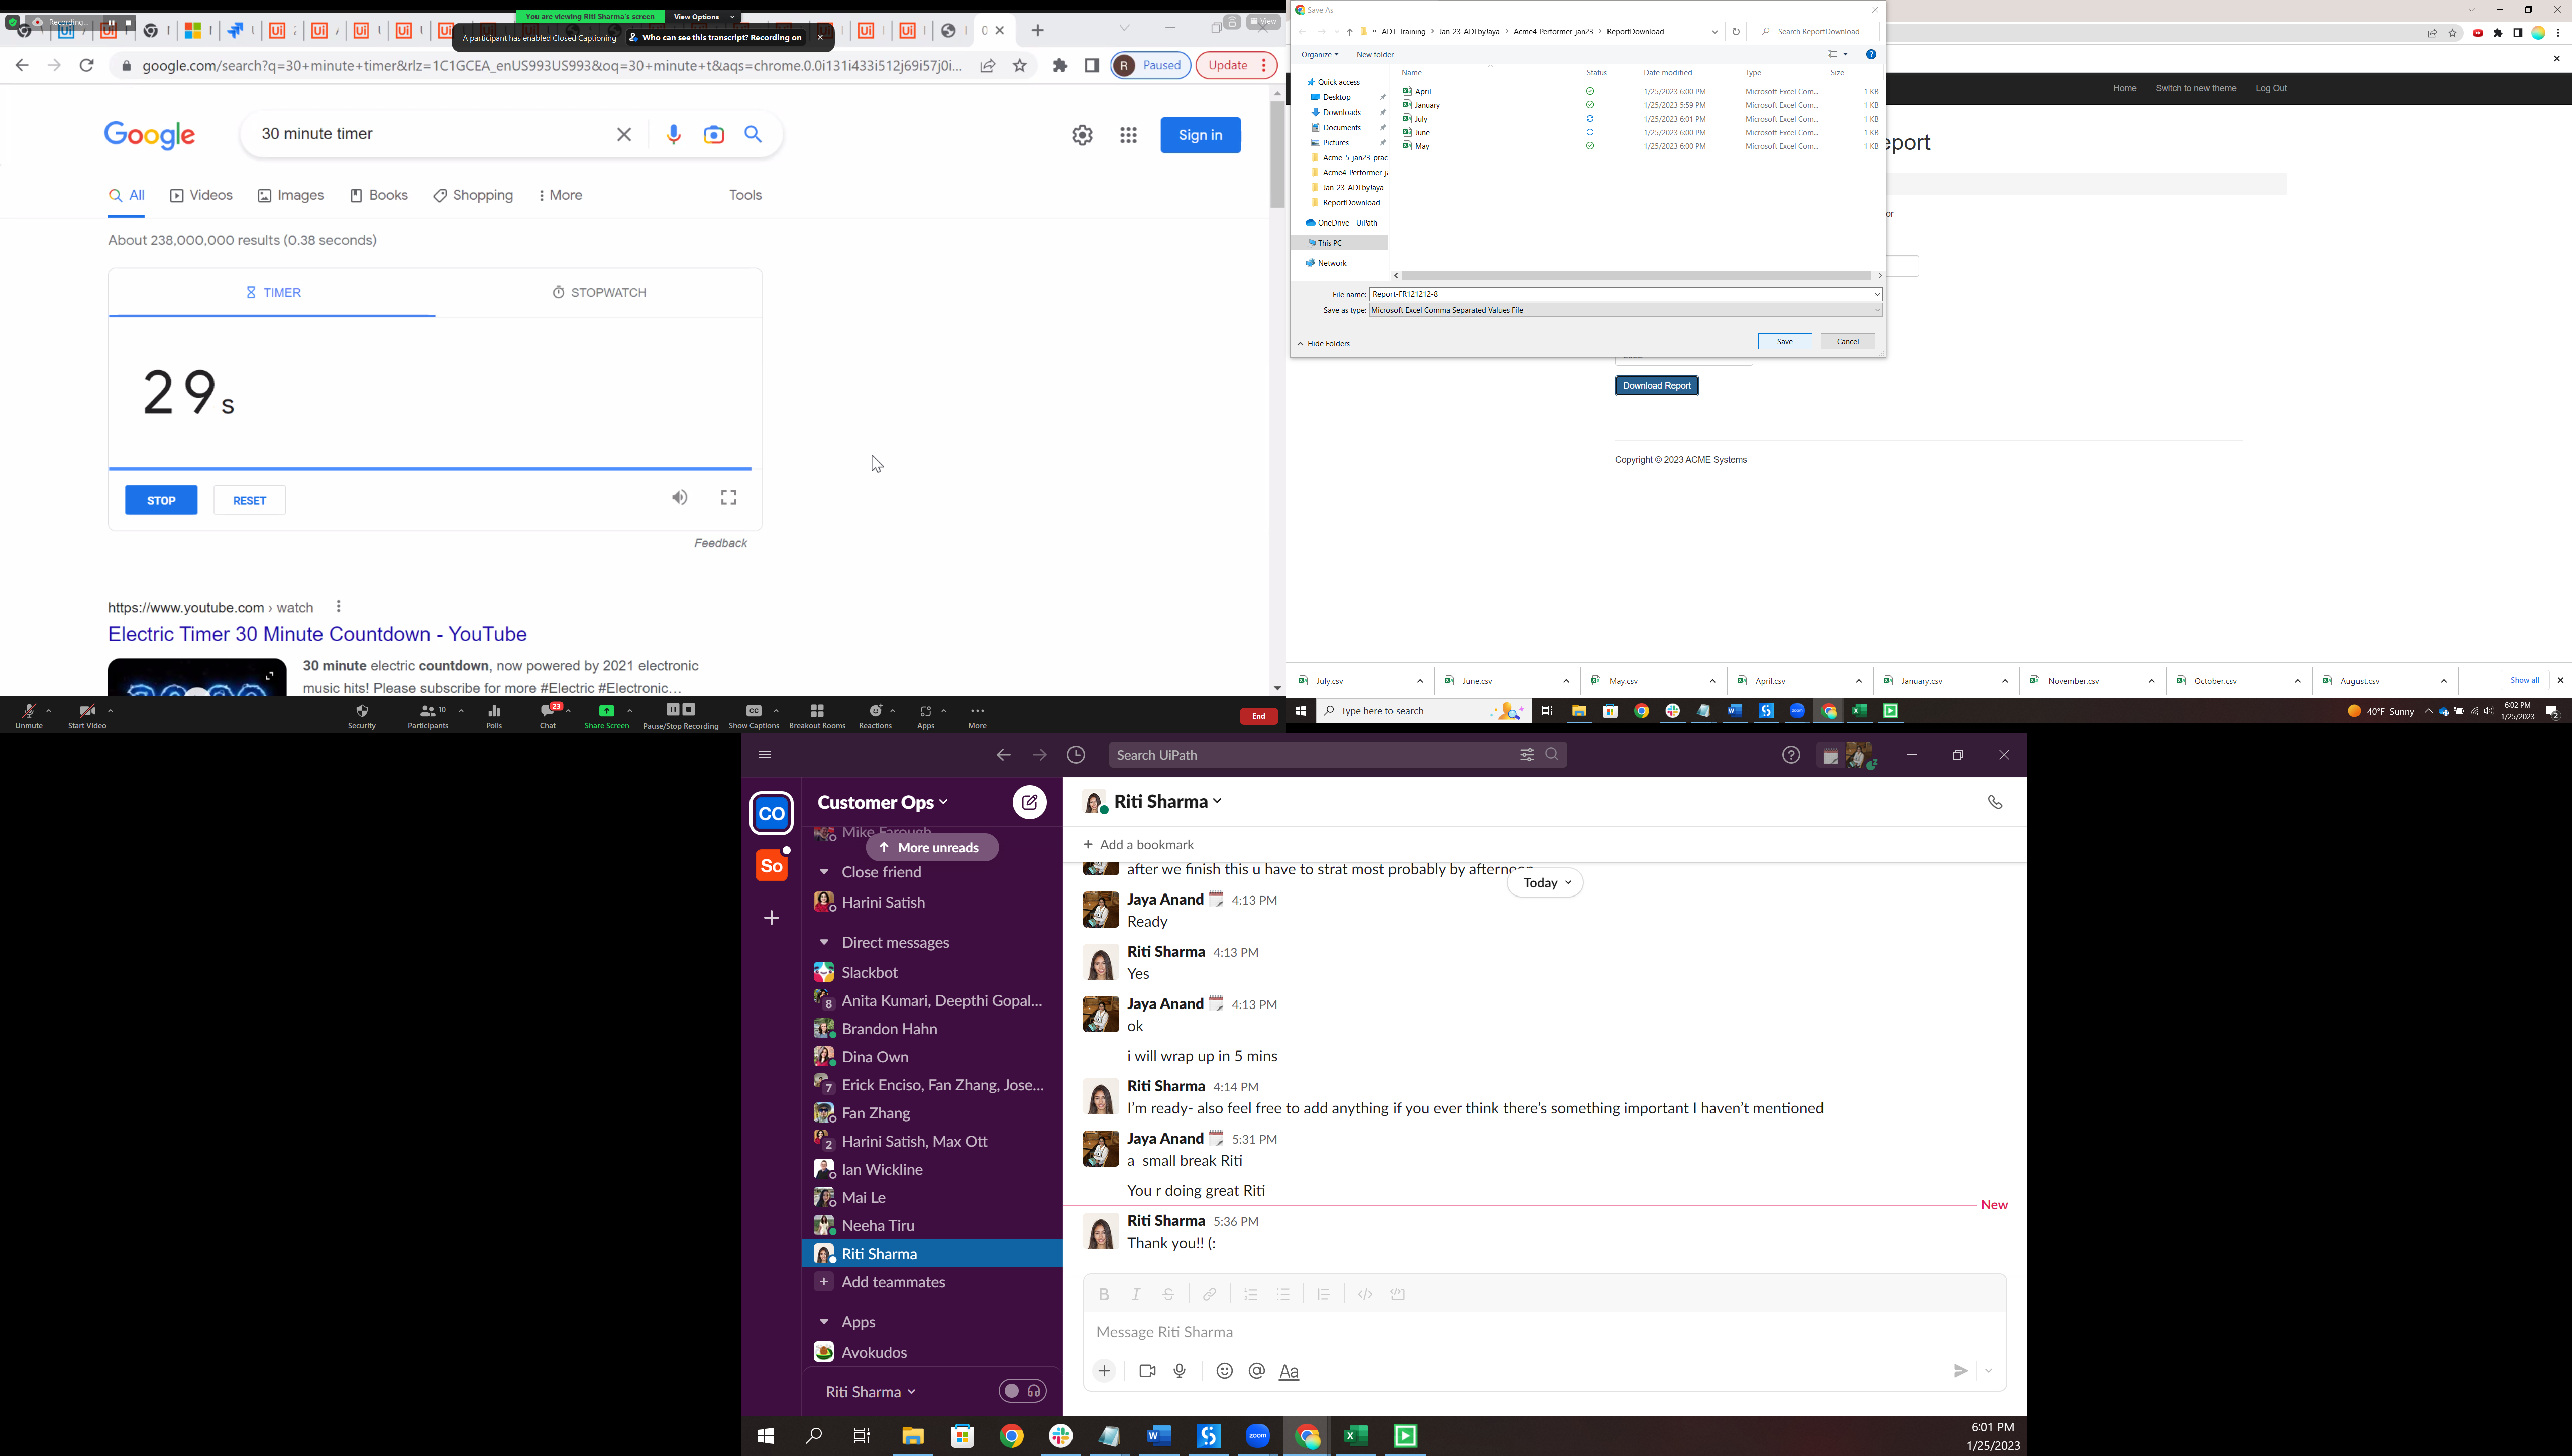 Recording...
You are viewing Riti Sharma's screen
View Options
A participant has enabled Closed Captioning
Who can see this transcript? Recording on
View
google.com/search?q=30+minute+timer&rlz=1C1GCEA_enUS993US993&oq=30+minute+t&aqs=chrome.0.0i131i433i512j69i57j0i...
R Paused
Update
Google
30 minute timer
Sign in
All
Videos
Images
Books
Shopping
More
Tools
About 238,000,000 results (0.38 seconds)
TIMER
STOPWATCH
29s
STOP
RESET
Feedback
https://www.youtube.com › watch
Electric Timer 30 Minute Countdown - YouTube
30 minute electric countdown, now powered by 2021 electronic
music hits! Please subscribe for more #Electric #Electronic...
Unmute
Start Video
Security
Participants 10
Polls
Chat 23
Share Screen
Pause/Stop Recording
CC Show Captions
Breakout Rooms
Reactions
Apps
More
End
Save As
ADT_Training › Jan_23_ADTbyJaya › Acme4_Performer_jan23 › ReportDownload
Search ReportDownload
Organize
New folder
Quick access
Desktop
Downloads
Documents
Pictures
Acme_5_jan23_prac
Acme4_Performer_ja
Jan_23_ADTbyJaya
ReportDownload
OneDrive - UiPath
This PC
Network
Name Status Date modified Type Size
April 1/25/2023 6:00 PM Microsoft Excel Com... 1 KB
January 1/25/2023 5:59 PM Microsoft Excel Com... 1 KB
July 1/25/2023 6:01 PM Microsoft Excel Com... 1 KB
June 1/25/2023 6:00 PM Microsoft Excel Com... 1 KB
May 1/25/2023 6:00 PM Microsoft Excel Com... 1 KB
File name: Report-FR121212-8
Save as type: Microsoft Excel Comma Separated Values File
Hide Folders
Save
Cancel
Home
Switch to new theme
Log Out
eport
or
Download Report
Copyright © 2023 ACME Systems
July.csv
June.csv
May.csv
April.csv
January.csv
November.csv
October.csv
August.csv
Show all
Type here to search
40°F Sunny
6:02 PM
1/25/2023
2
Search UiPath
CO
So
Customer Ops
Mike Farough
More unreads
Close friend
Harini Satish
Direct messages
Slackbot
8 Anita Kumari, Deepthi Gopal...
Brandon Hahn
Dina Own
7 Erick Enciso, Fan Zhang, Jose...
Fan Zhang
2 Harini Satish, Max Ott
Ian Wickline
Mai Le
Neeha Tiru
Riti Sharma
Add teammates
Apps
Avokudos
Riti Sharma
Riti Sharma
Add a bookmark
after we finish this u have to strat most probably by afternoon
Today
Jaya Anand 4:13 PM
Ready
Riti Sharma 4:13 PM
Yes
Jaya Anand 4:13 PM
ok
i will wrap up in 5 mins
Riti Sharma 4:14 PM
I'm ready- also feel free to add anything if you ever think there's something important I haven't mentioned
Jaya Anand 5:31 PM
a small break Riti
You r doing great Riti
New
Riti Sharma 5:36 PM
Thank you!! (:
Message Riti Sharma
Aa
zoom
6:01 PM
1/25/2023